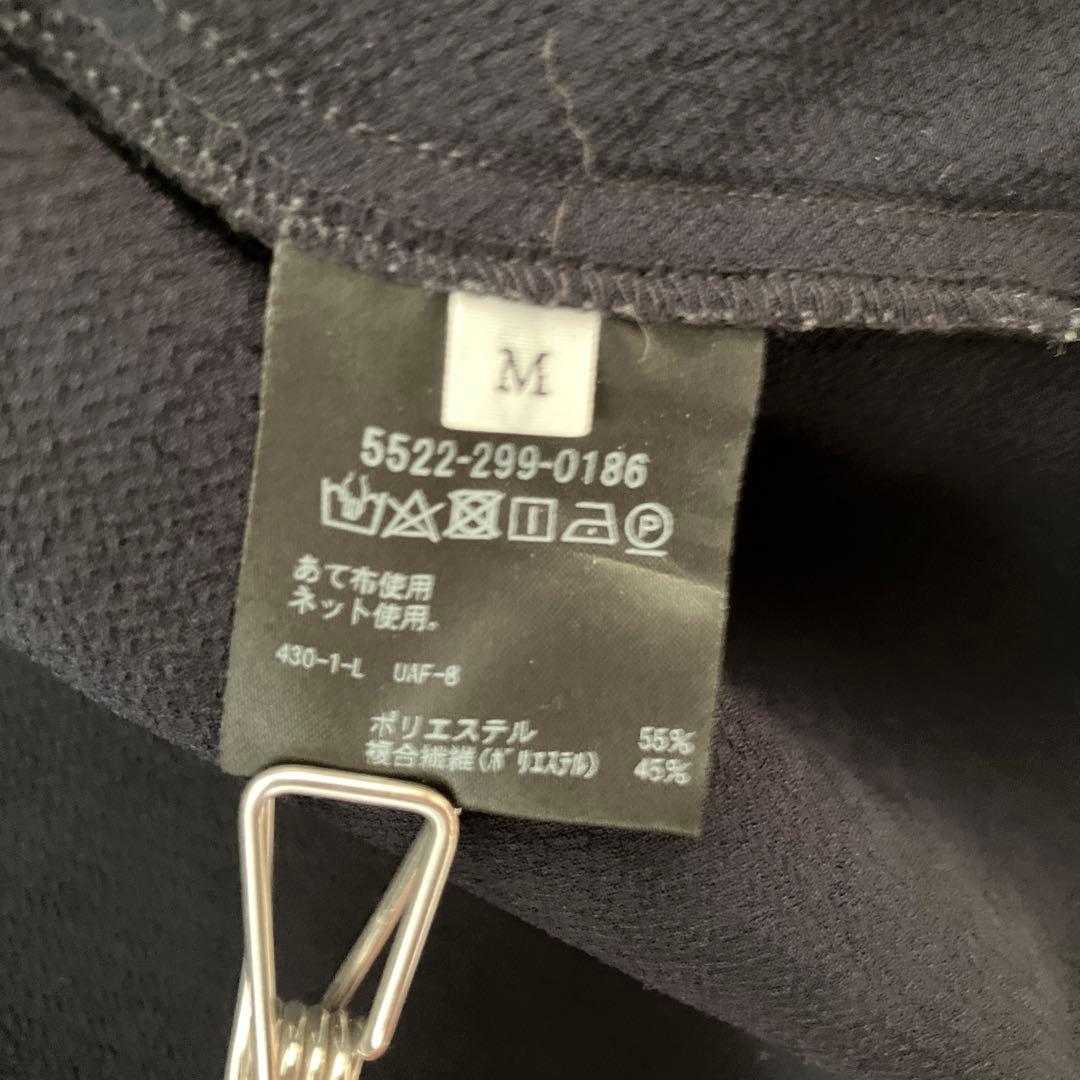 M
5522-299-0186
P
あて布使用
ネット使用。
430-1-L UAF-8
ポリエステル 55%
複合繊維(ポリエステル) 45%